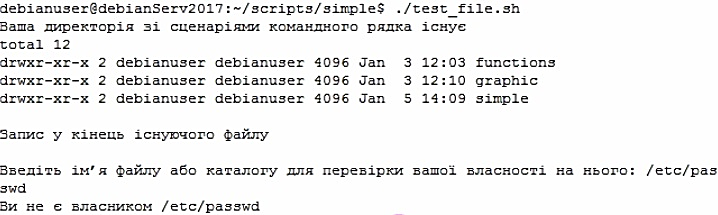 debianuser@debianServ2017:~/scripts/simple$ ./test_file.sh
Ваша директорія зі сценаріями командного рядка існує
total 12
drwxr-xr-x 2 debianuser debianuser 4096 Jan  3 12:03 functions
drwxr-xr-x 2 debianuser debianuser 4096 Jan  3 12:10 graphic
drwxr-xr-x 2 debianuser debianuser 4096 Jan  5 14:09 simple
Запис у кінець існуючого файлу
Введіть ім’я файлу або каталогу для перевірки вашої власності на нього: /etc/pas
swd
Ви не є власником /etc/passwd